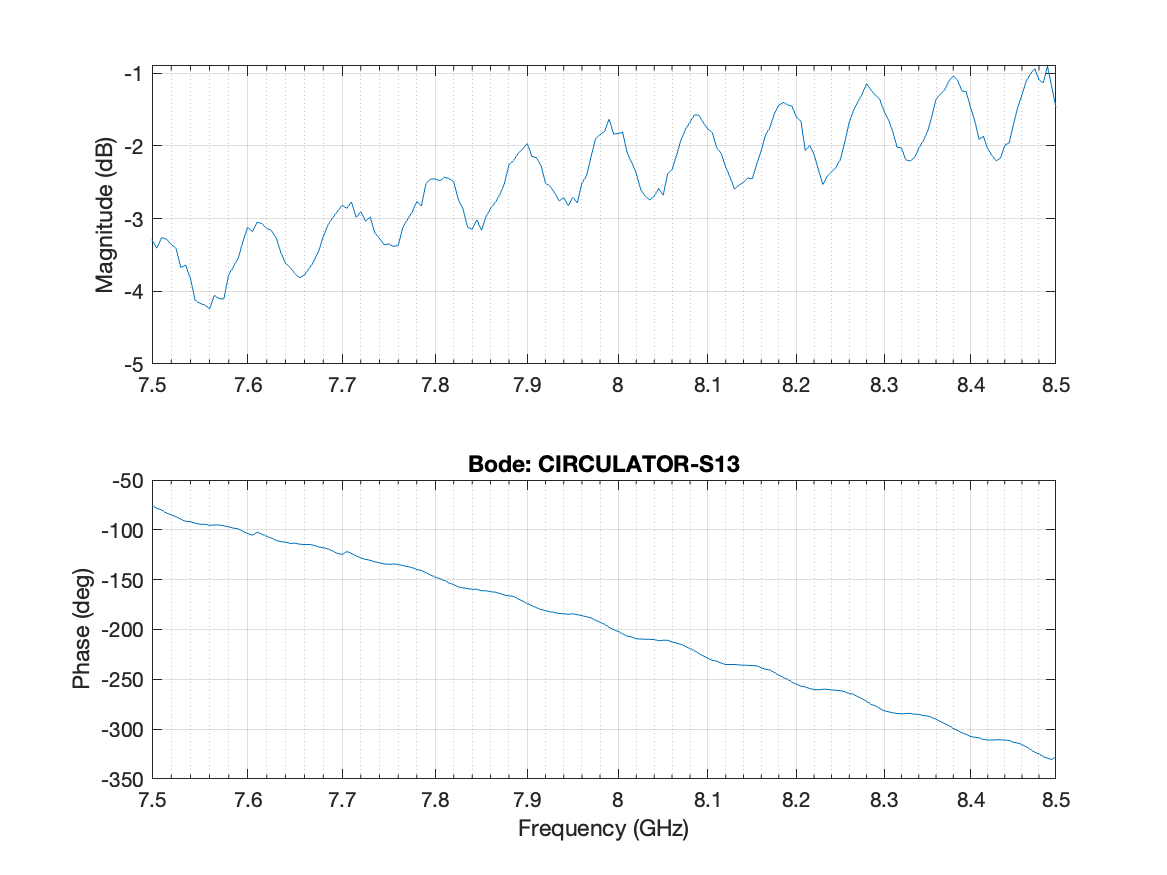 -1
-2
-3
-4
-5
Magnitude (dB)
7.5 7.6 7.7 7.8 7.9 8 8.1 8.2 8.3 8.4 8.5
Bode: CIRCULATOR-S13
-50
-100
-150
-200
-250
-300
-350
Phase (deg)
7.5 7.6 7.7 7.8 7.9 8 8.1 8.2 8.3 8.4 8.5
Frequency (GHz)